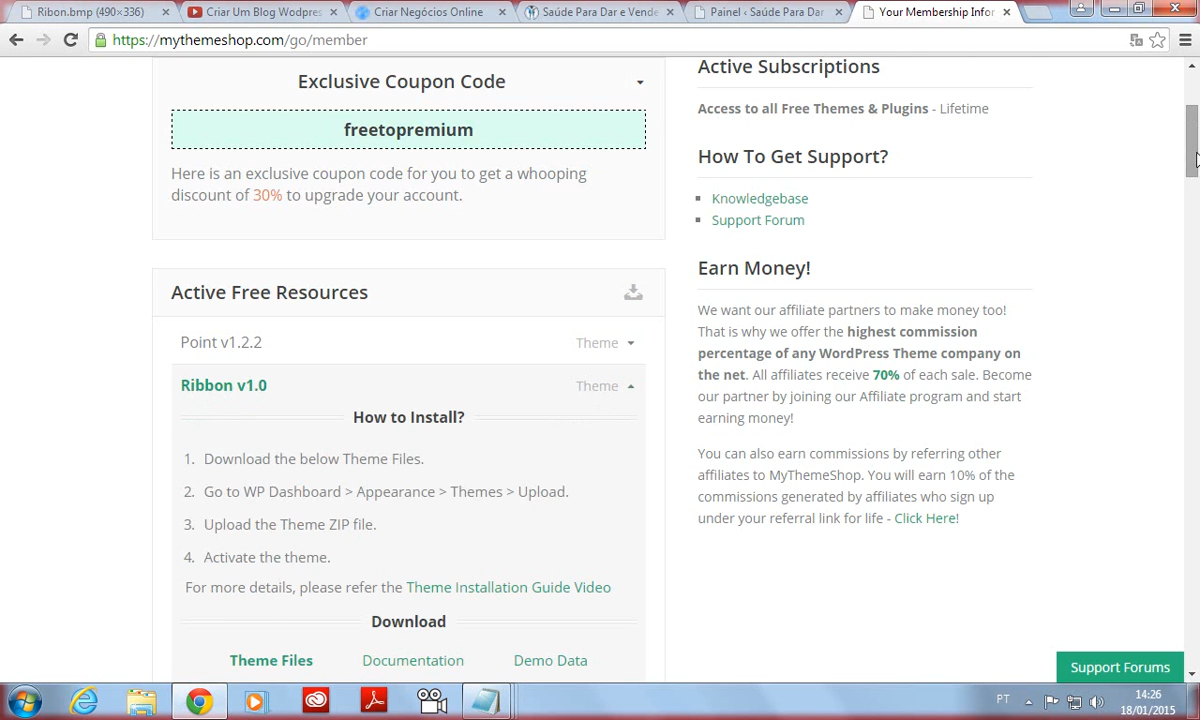 Ribon.bmp (490×336)
Criar Um Blog Wodpres
Criar Negócios Online
Saúde Para Dar e Vende
Painel ‹ Saúde Para Dar
Your Membership Infor
https://mythemeshop.com/go/member
Exclusive Coupon Code
freetopremium
Here is an exclusive coupon code for you to get a whooping
discount of 30% to upgrade your account.
Active Free Resources
Point v1.2.2
Theme
Ribbon v1.0
Theme
How to Install?
1. Download the below Theme Files.
2. Go to WP Dashboard > Appearance > Themes > Upload.
3. Upload the Theme ZIP file.
4. Activate the theme.
For more details, please refer the Theme Installation Guide Video
Download
Theme Files
Documentation
Demo Data
Active Subscriptions
Access to all Free Themes & Plugins - Lifetime
How To Get Support?
Knowledgebase
Support Forum
Earn Money!
We want our affiliate partners to make money too!
That is why we offer the highest commission
percentage of any WordPress Theme company on
the net. All affiliates receive 70% of each sale. Become
our partner by joining our Affiliate program and start
earning money!
You can also earn commissions by referring other
affiliates to MyThemeShop. You will earn 10% of the
commissions generated by affiliates who sign up
under your referral link for life - Click Here!
Support Forums
PT
14:26
18/01/2015